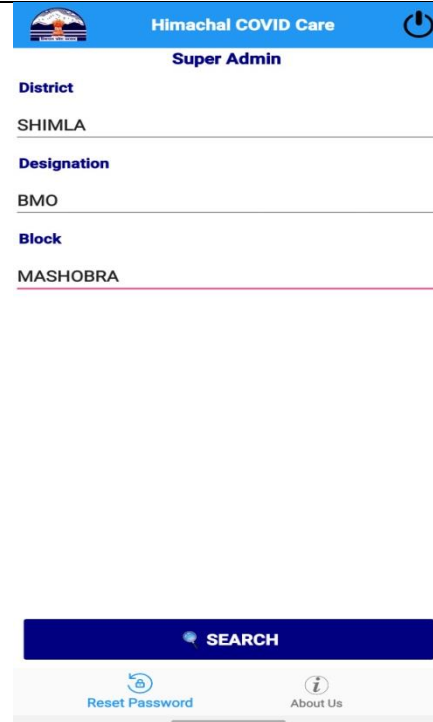 Himachal COVID Care
Super Admin
District
SHIMLA
Designation
BMO
Block
MASHOBRA
SEARCH
Reset Password
About Us